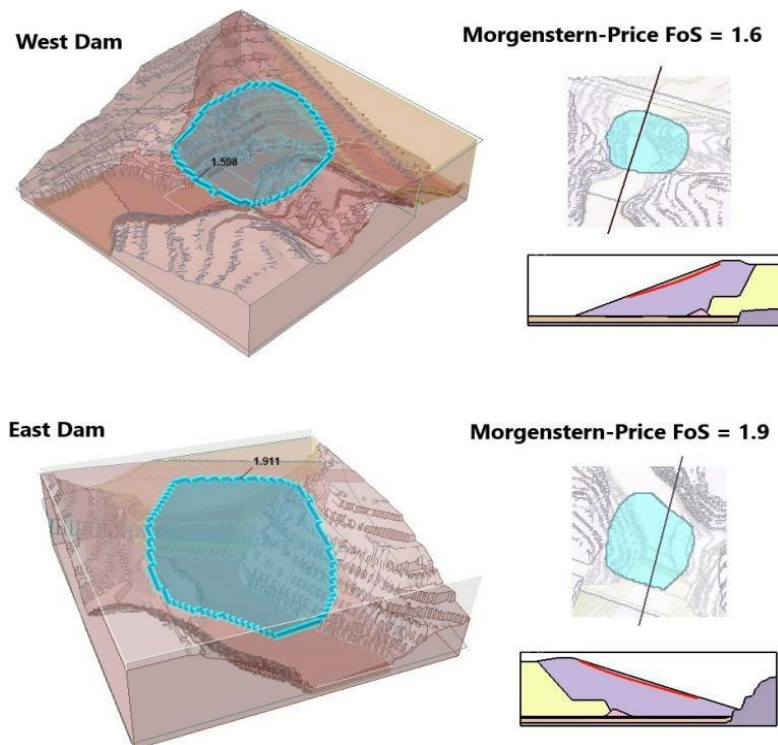 West Dam
Morgenstern-Price FoS = 1.6
1.598
East Dam
Morgenstern-Price FoS = 1.9
1.911